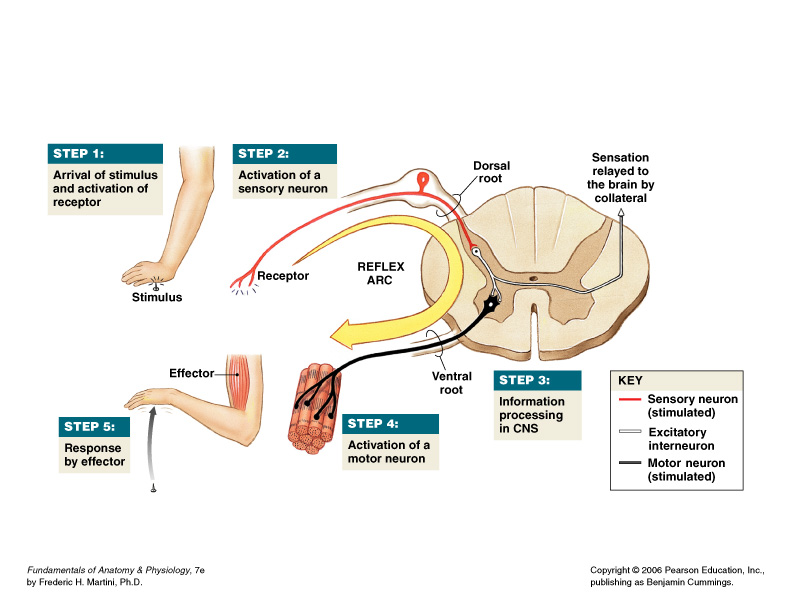 STEP 1:
Arrival of stimulus
and activation of
receptor
Stimulus
STEP 2:
Activation of a
sensory neuron
Receptor
REFLEX
ARC
Dorsal
root
Sensation
relayed to
the brain by
collateral
Ventral
root
STEP 3:
Information
processing
in CNS
STEP 4:
Activation of a
motor neuron
Effector
STEP 5:
Response
by effector
KEY
Sensory neuron
(stimulated)
Excitatory
interneuron
Motor neuron
(stimulated)
Fundamentals of Anatomy & Physiology, 7e
by Frederic H. Martini, Ph.D.
Copyright © 2006 Pearson Education, Inc.,
publishing as Benjamin Cummings.